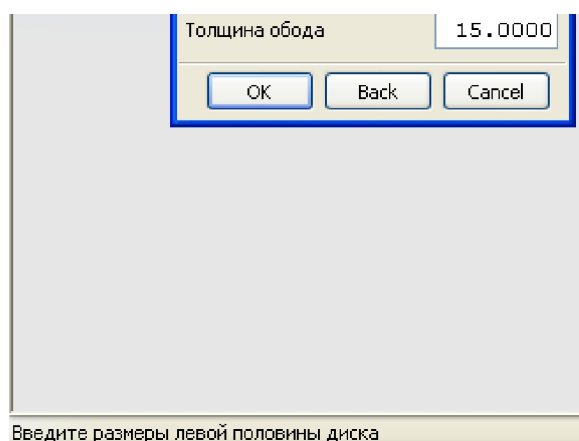 Толщина обода 15.0000
OK Back Cancel
Введите размеры левой половины диска